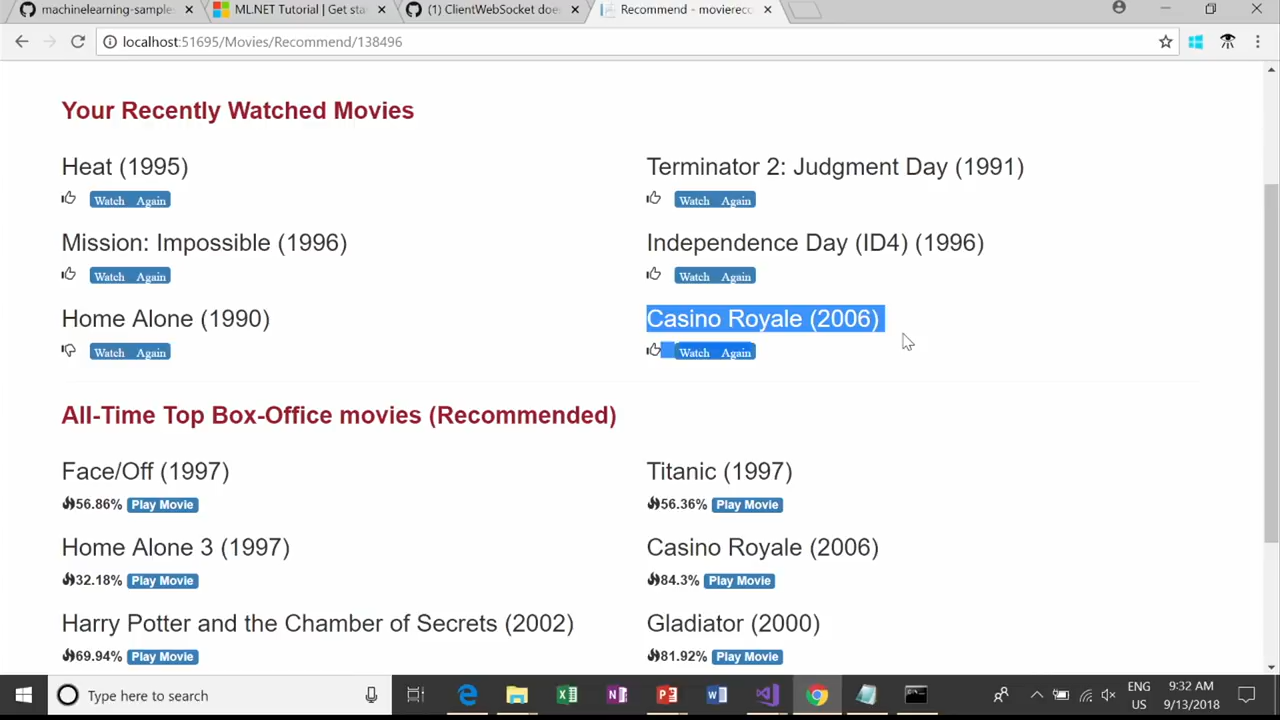 machinelearning-samples
ML.NET Tutorial | Get sta
(1) ClientWebSocket doe
Recommend - moviereco
localhost:51695/Movies/Recommend/138496
Your Recently Watched Movies
Heat (1995)
Terminator 2: Judgment Day (1991)
Watch Again
Watch Again
Mission: Impossible (1996)
Independence Day (ID4) (1996)
Watch Again
Watch Again
Home Alone (1990)
Casino Royale (2006)
Watch Again
Watch Again
All-Time Top Box-Office movies (Recommended)
Face/Off (1997)
Titanic (1997)
56.86% Play Movie
56.36% Play Movie
Home Alone 3 (1997)
Casino Royale (2006)
32.18% Play Movie
84.3% Play Movie
Harry Potter and the Chamber of Secrets (2002)
Gladiator (2000)
69.94% Play Movie
81.92% Play Movie
Type here to search
ENG
US
9:32 AM
9/13/2018